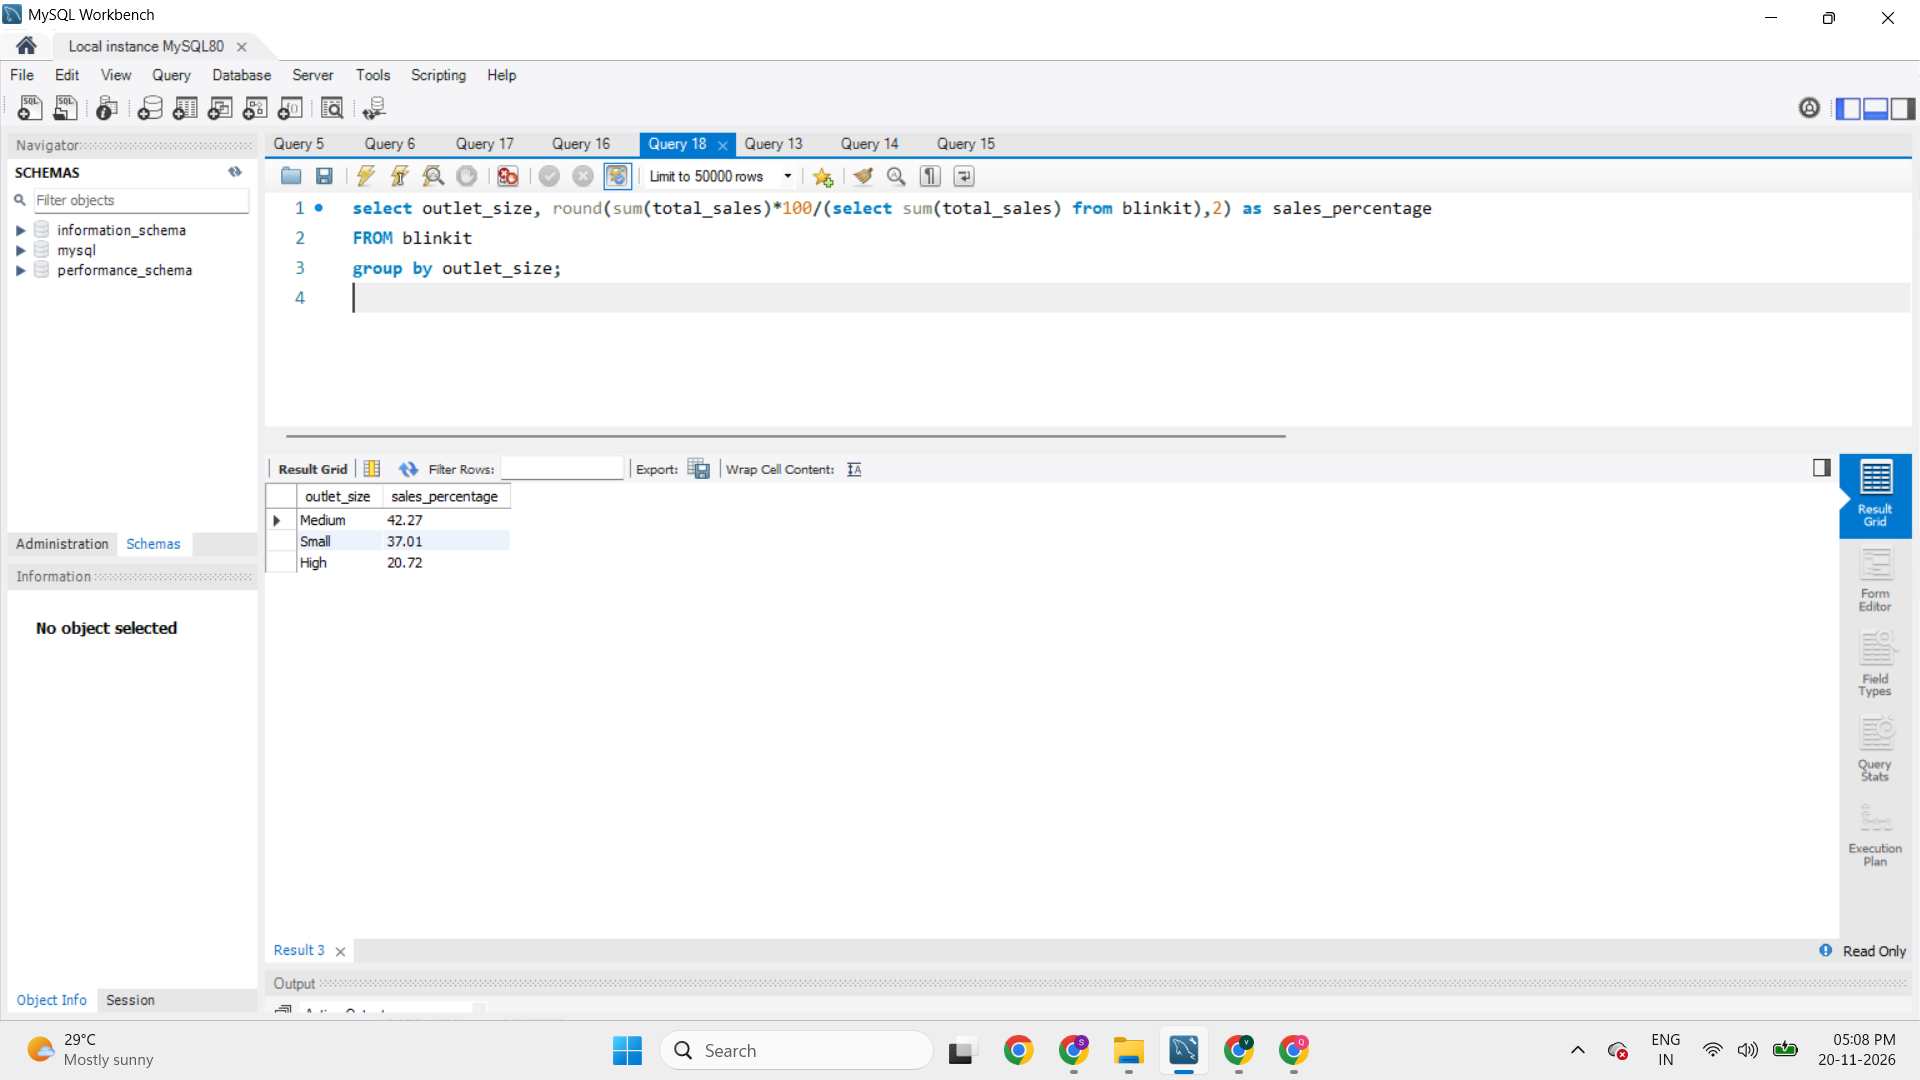 MySQL Workbench
Local instance MySQL80
File Edit View Query Database Server Tools Scripting Help
Navigator
SCHEMAS
Filter objects
information_schema
mysql
performance_schema
Administration Schemas
Information
No object selected
Object Info Session
Query 5 Query 6 Query 17 Query 16 Query 18 Query 13 Query 14 Query 15
Limit to 50000 rows
1 select outlet_size, round(sum(total_sales)*100/(select sum(total_sales) from blinkit),2) as sales_percentage
2 FROM blinkit
3 group by outlet_size;
4
Result Grid Filter Rows: Export: Wrap Cell Content:
outlet_size sales_percentage
Medium 42.27
Small 37.01
High 20.72
Result Grid
Form Editor
Field Types
Query Stats
Execution Plan
Result 3 Read Only
Output
29°C
Mostly sunny
Search
ENG
IN
05:08 PM
20-11-2026